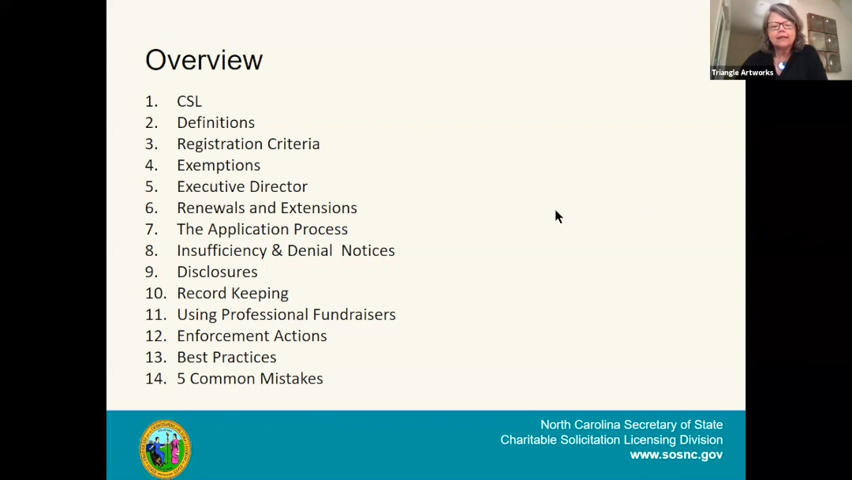 Overview
1. CSL
2. Definitions
3. Registration Criteria
4. Exemptions
5. Executive Director
6. Renewals and Extensions
7. The Application Process
8. Insufficiency & Denial Notices
9. Disclosures
10. Record Keeping
11. Using Professional Fundraisers
12. Enforcement Actions
13. Best Practices
14. 5 Common Mistakes
Triangle Artworks
North Carolina Secretary of State
Charitable Solicitation Licensing Division
www.sosnc.gov